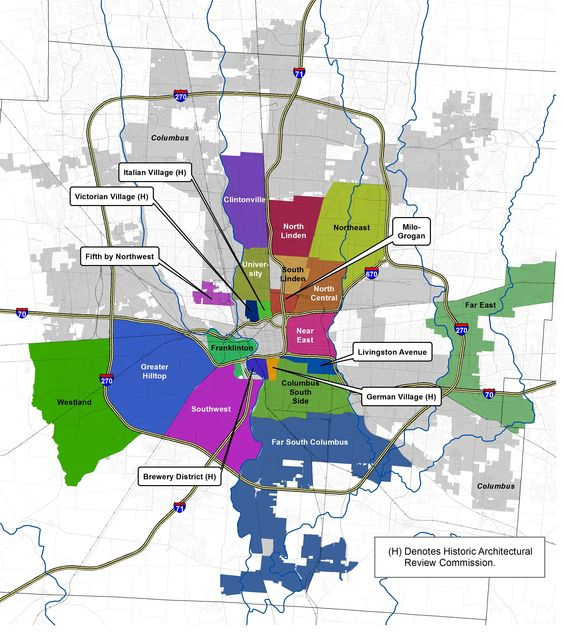 71
270
Columbus
Italian Village (H)
Victorian Village (H)
Clintonville
North
Linden
Northeast
Milo-
Grogan
Fifth by Northwest
Univer-
sity
South
Linden
670
North
Central
Far East
70
270
Near
East
Franklinton
Livingston Avenue
Greater
Hilltop
270
70
Westland
Columbus
South
Side
German Village (H)
Southwest
Far South Columbus
Brewery District (H)
Columbus
71
(H) Denotes Historic Architectural
Review Commission.